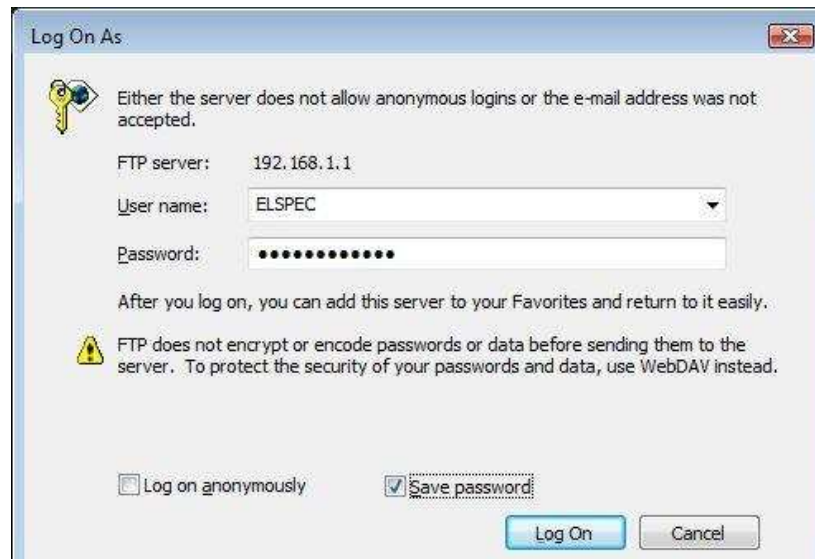 Log On As
Either the server does not allow anonymous logins or the e-mail address was not
accepted.
FTP server: 192.168.1.1
User name: ELSPEC
Password: ••••••••••••
After you log on, you can add this server to your Favorites and return to it easily.
FTP does not encrypt or encode passwords or data before sending them to the
server. To protect the security of your passwords and data, use WebDAV instead.
Log on anonymously Save password
Log On Cancel